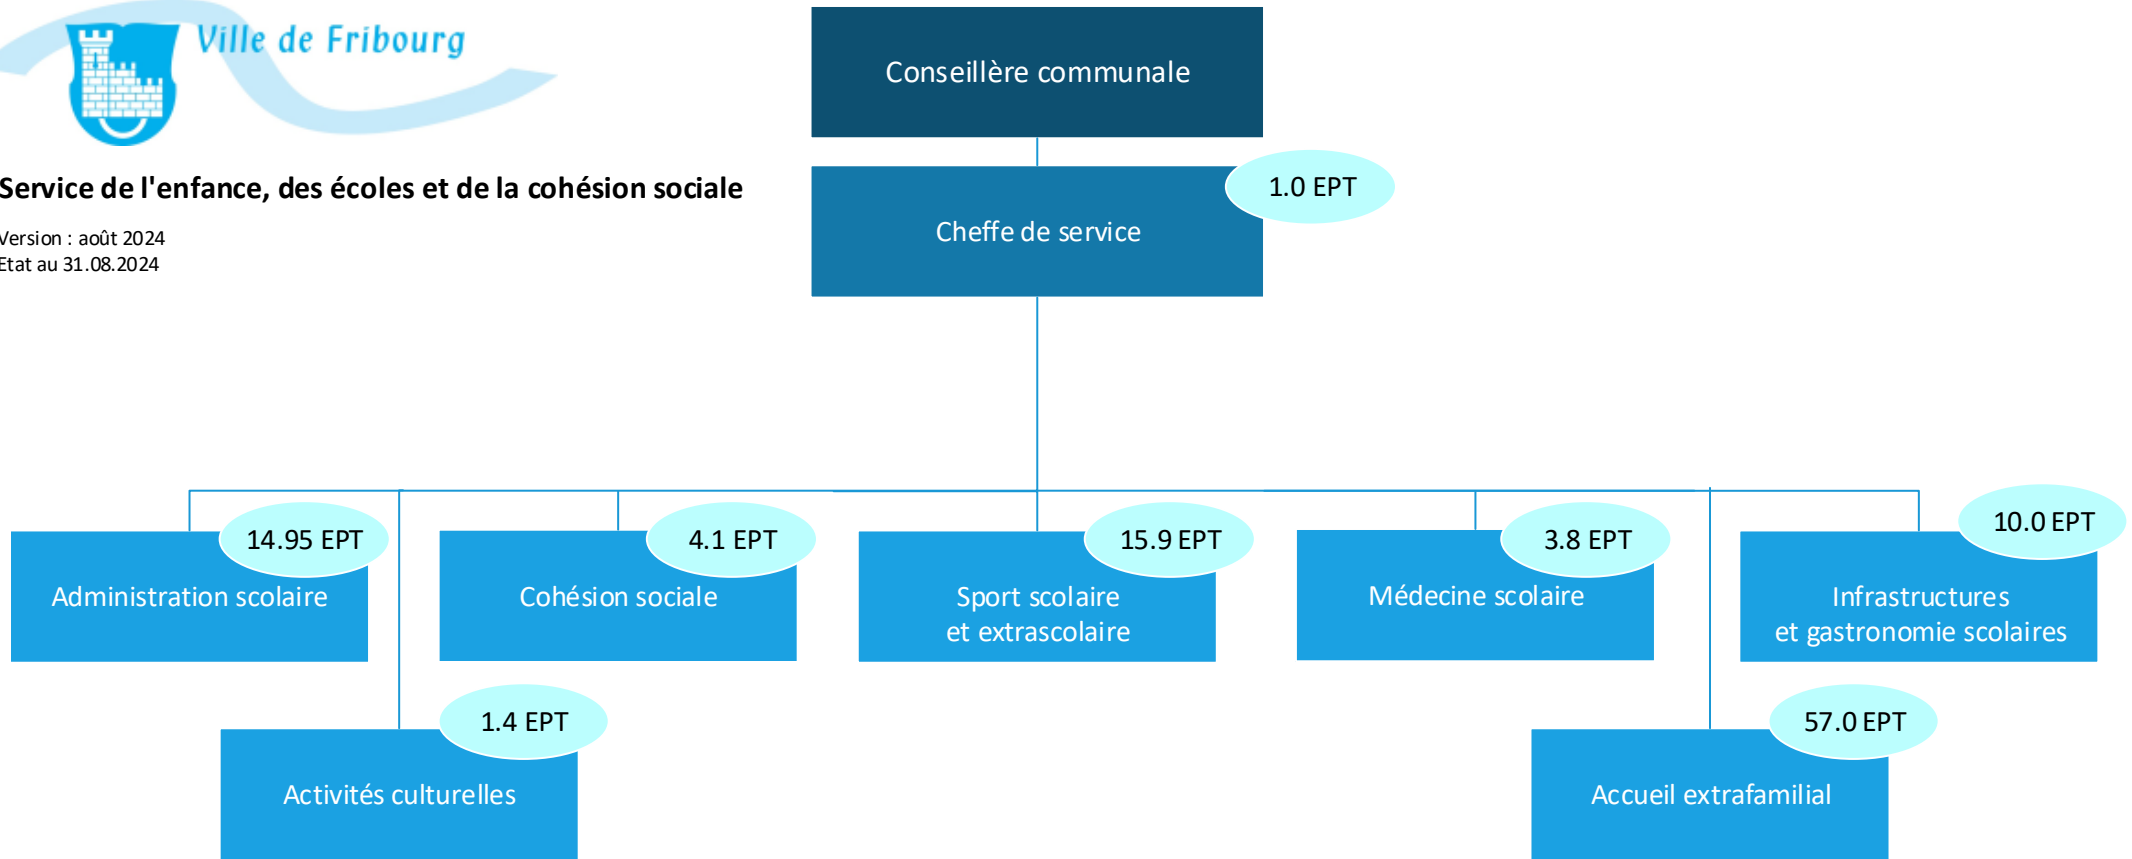 Ville de Fribourg
Conseillère communale
Service de l'enfance, des écoles et de la cohésion sociale
1.0 EPT
Cheffe de service
Version : août 2024
Etat au 31.08.2024
14.95 EPT
Administration scolaire
4.1 EPT
Cohésion sociale
15.9 EPT
Sport scolaire
et extrascolaire
3.8 EPT
Médecine scolaire
10.0 EPT
Infrastructures
et gastronomie scolaires
1.4 EPT
Activités culturelles
57.0 EPT
Accueil extrafamilial